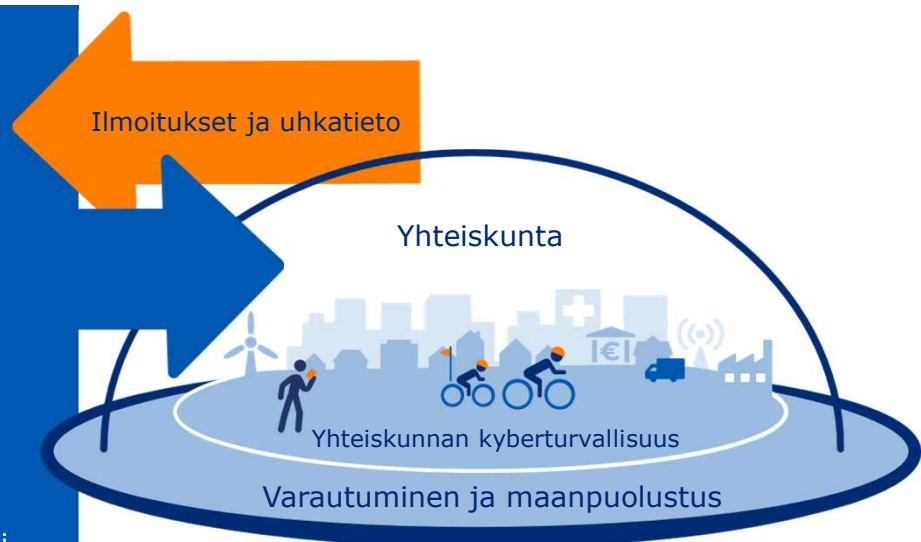 Ilmoitukset ja uhkatieto
Yhteiskunta
€
Yhteiskunnan kyberturvallisuus
Varautuminen ja maanpuolustus